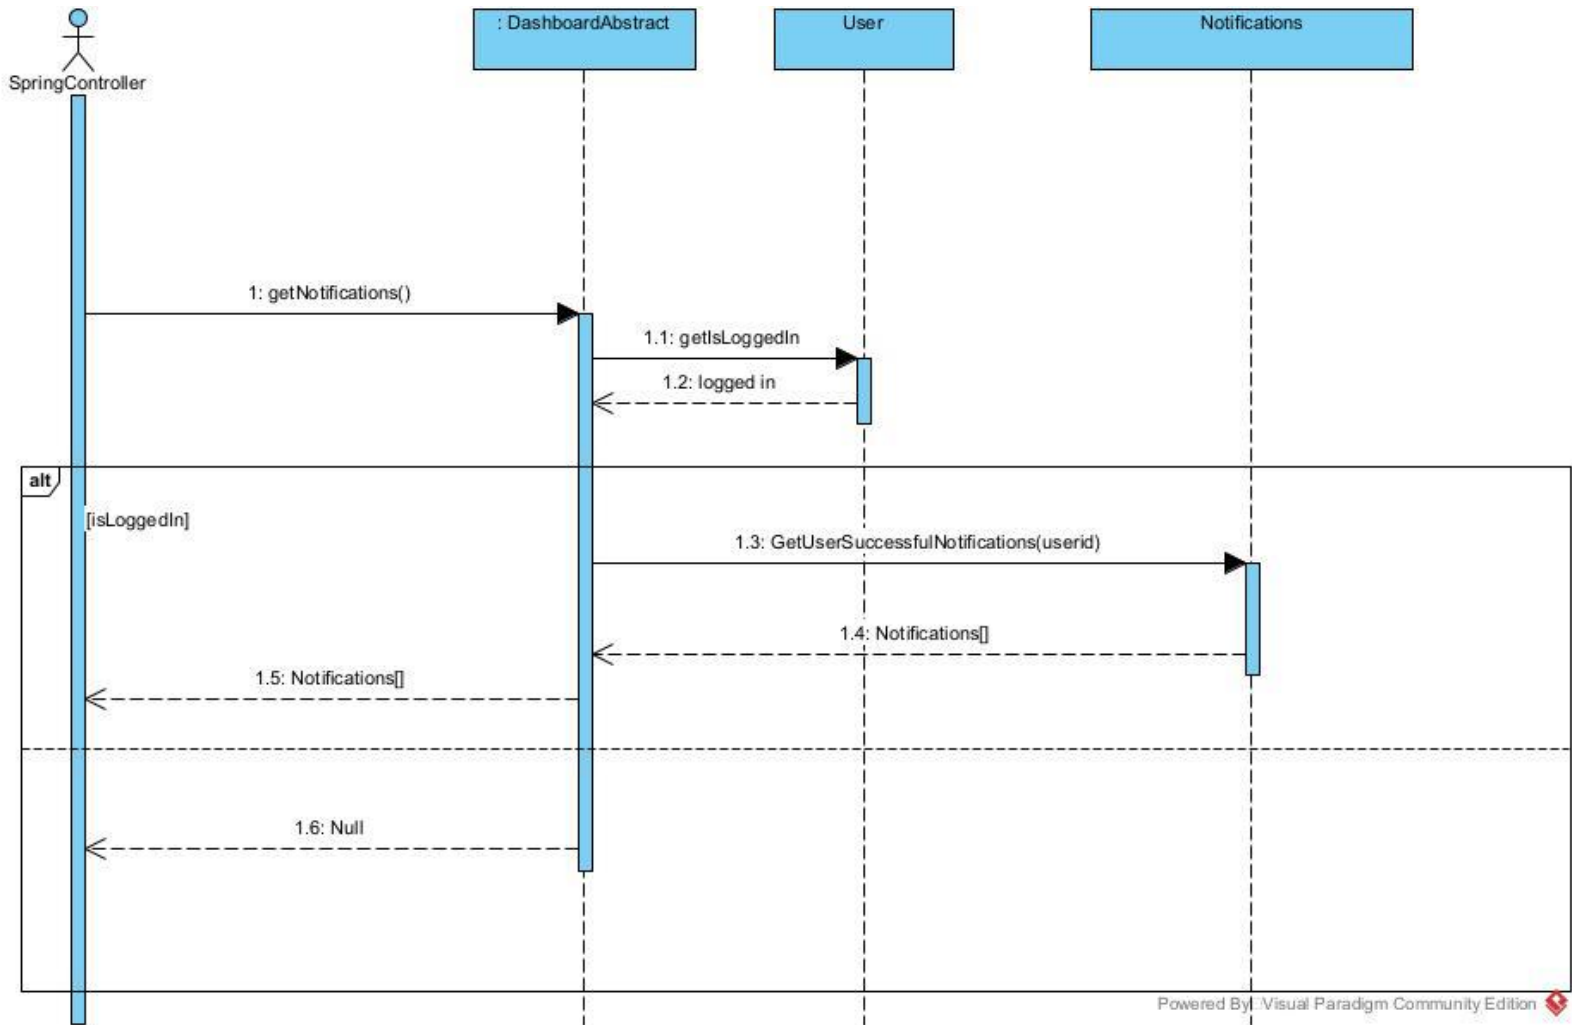 : DashboardAbstract
User
Notifications
SpringController
1: getNotifications()
1.1: getIsLoggedIn
1.2: logged in
alt
[isLoggedIn]
1.3: GetUserSuccessfulNotifications(userid)
1.4: Notifications[]
1.5: Notifications[]
1.6: Null
Powered By Visual Paradigm Community Edition